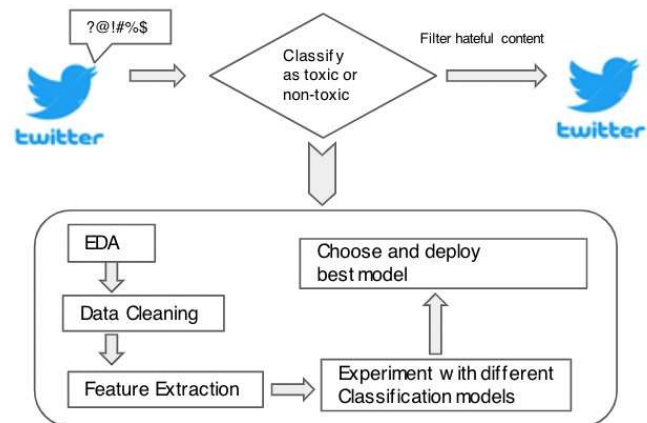 ?@!#%$
Filter hateful content
Classify
as toxic or
non-toxic
twitter
twitter
EDA
Choose and deploy
best model
Data Cleaning
Feature Extraction
Experiment with different
Classification models